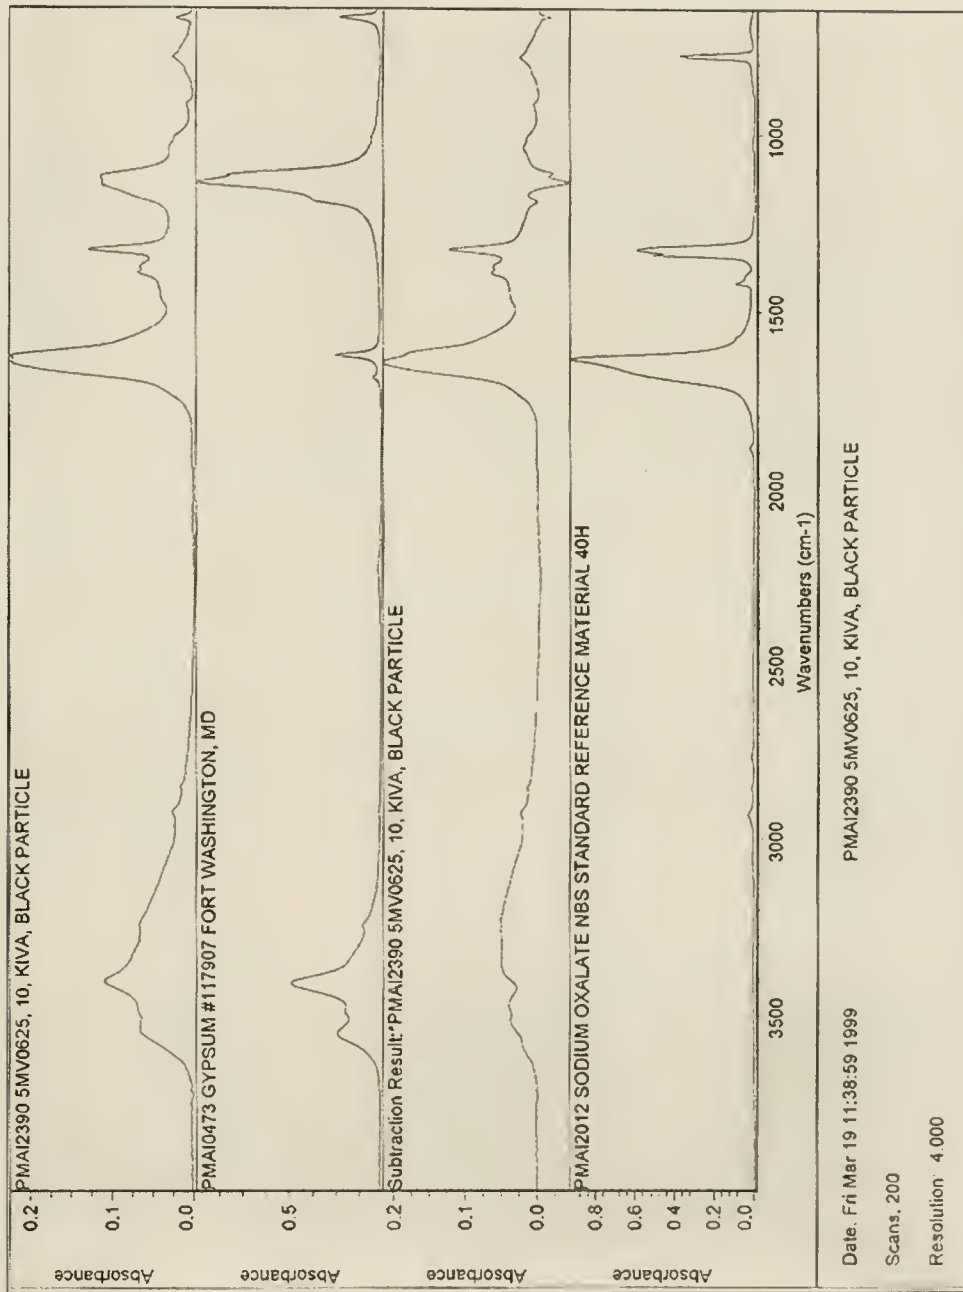 PMAI2390 5MV0625, 10, KIVA, BLACK PARTICLE
Absorbance
0.2
0.1
0.0
PMAI0473 GYPSUM #117907 FORT WASHINGTON, MD
Absorbance
0.5
Subtraction Result:*PMAI2390 5MV0625, 10, KIVA, BLACK PARTICLE
Absorbance
0.2
0.1
0.0
PMAI2012 SODIUM OXALATE NBS STANDARD REFERENCE MATERIAL 40H
Absorbance
0.8
0.6
0 4
0.2
0.0
3500 3000 2500 2000 1500 1000
Wavenumbers (cm-1)
Date. Fri Mar 19 11:38:59 1999 PMAI2390 5MV0625, 10, KIVA, BLACK PARTICLE
Scans. 200
Resolution: 4.000